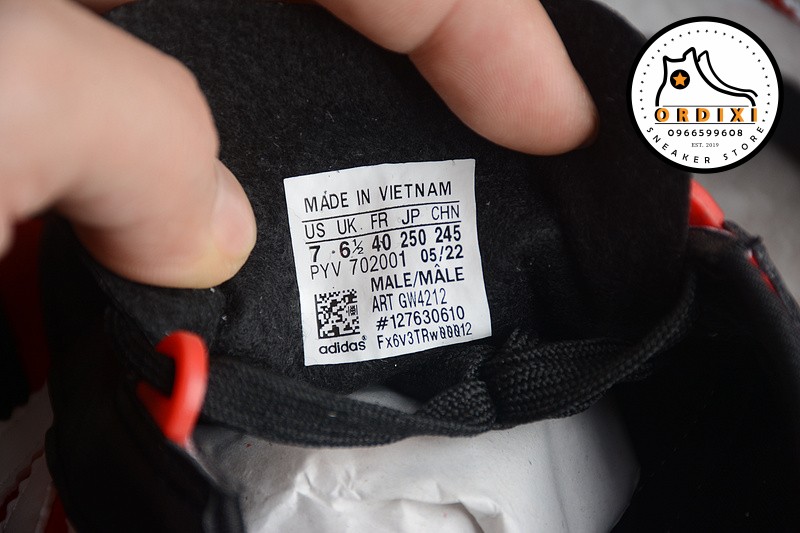 ORDIXI
0966599608
EST. 2019
SNEAKER STORE
MADE IN VIETNAM
US UK FR JP CHN
7 6½ 40 250 245
PYV 702001 05/22
MALE/MÂLE
ART GW4212
#127630610
adidas®